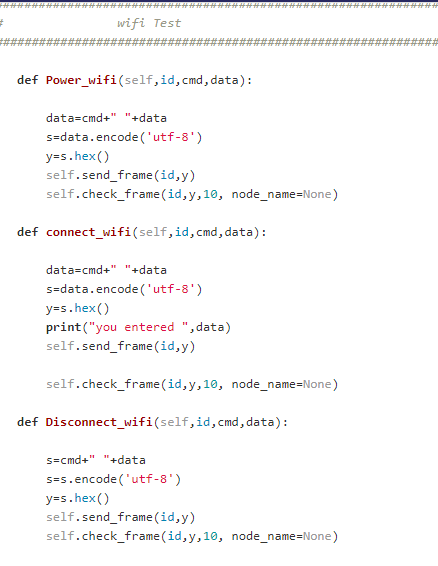 ################################################################
# wifi Test
################################################################
def Power_wifi(self,id,cmd,data):
data=cmd+" "+data
s=data.encode('utf-8')
y=s.hex()
self.send_frame(id,y)
self.check_frame(id,y,10, node_name=None)
def connect_wifi(self,id,cmd,data):
data=cmd+" "+data
s=data.encode('utf-8')
y=s.hex()
print("you entered ",data)
self.send_frame(id,y)
self.check_frame(id,y,10, node_name=None)
def Disconnect_wifi(self,id,cmd,data):
s=cmd+" "+data
s=s.encode('utf-8')
y=s.hex()
self.send_frame(id,y)
self.check_frame(id,y,10, node_name=None)